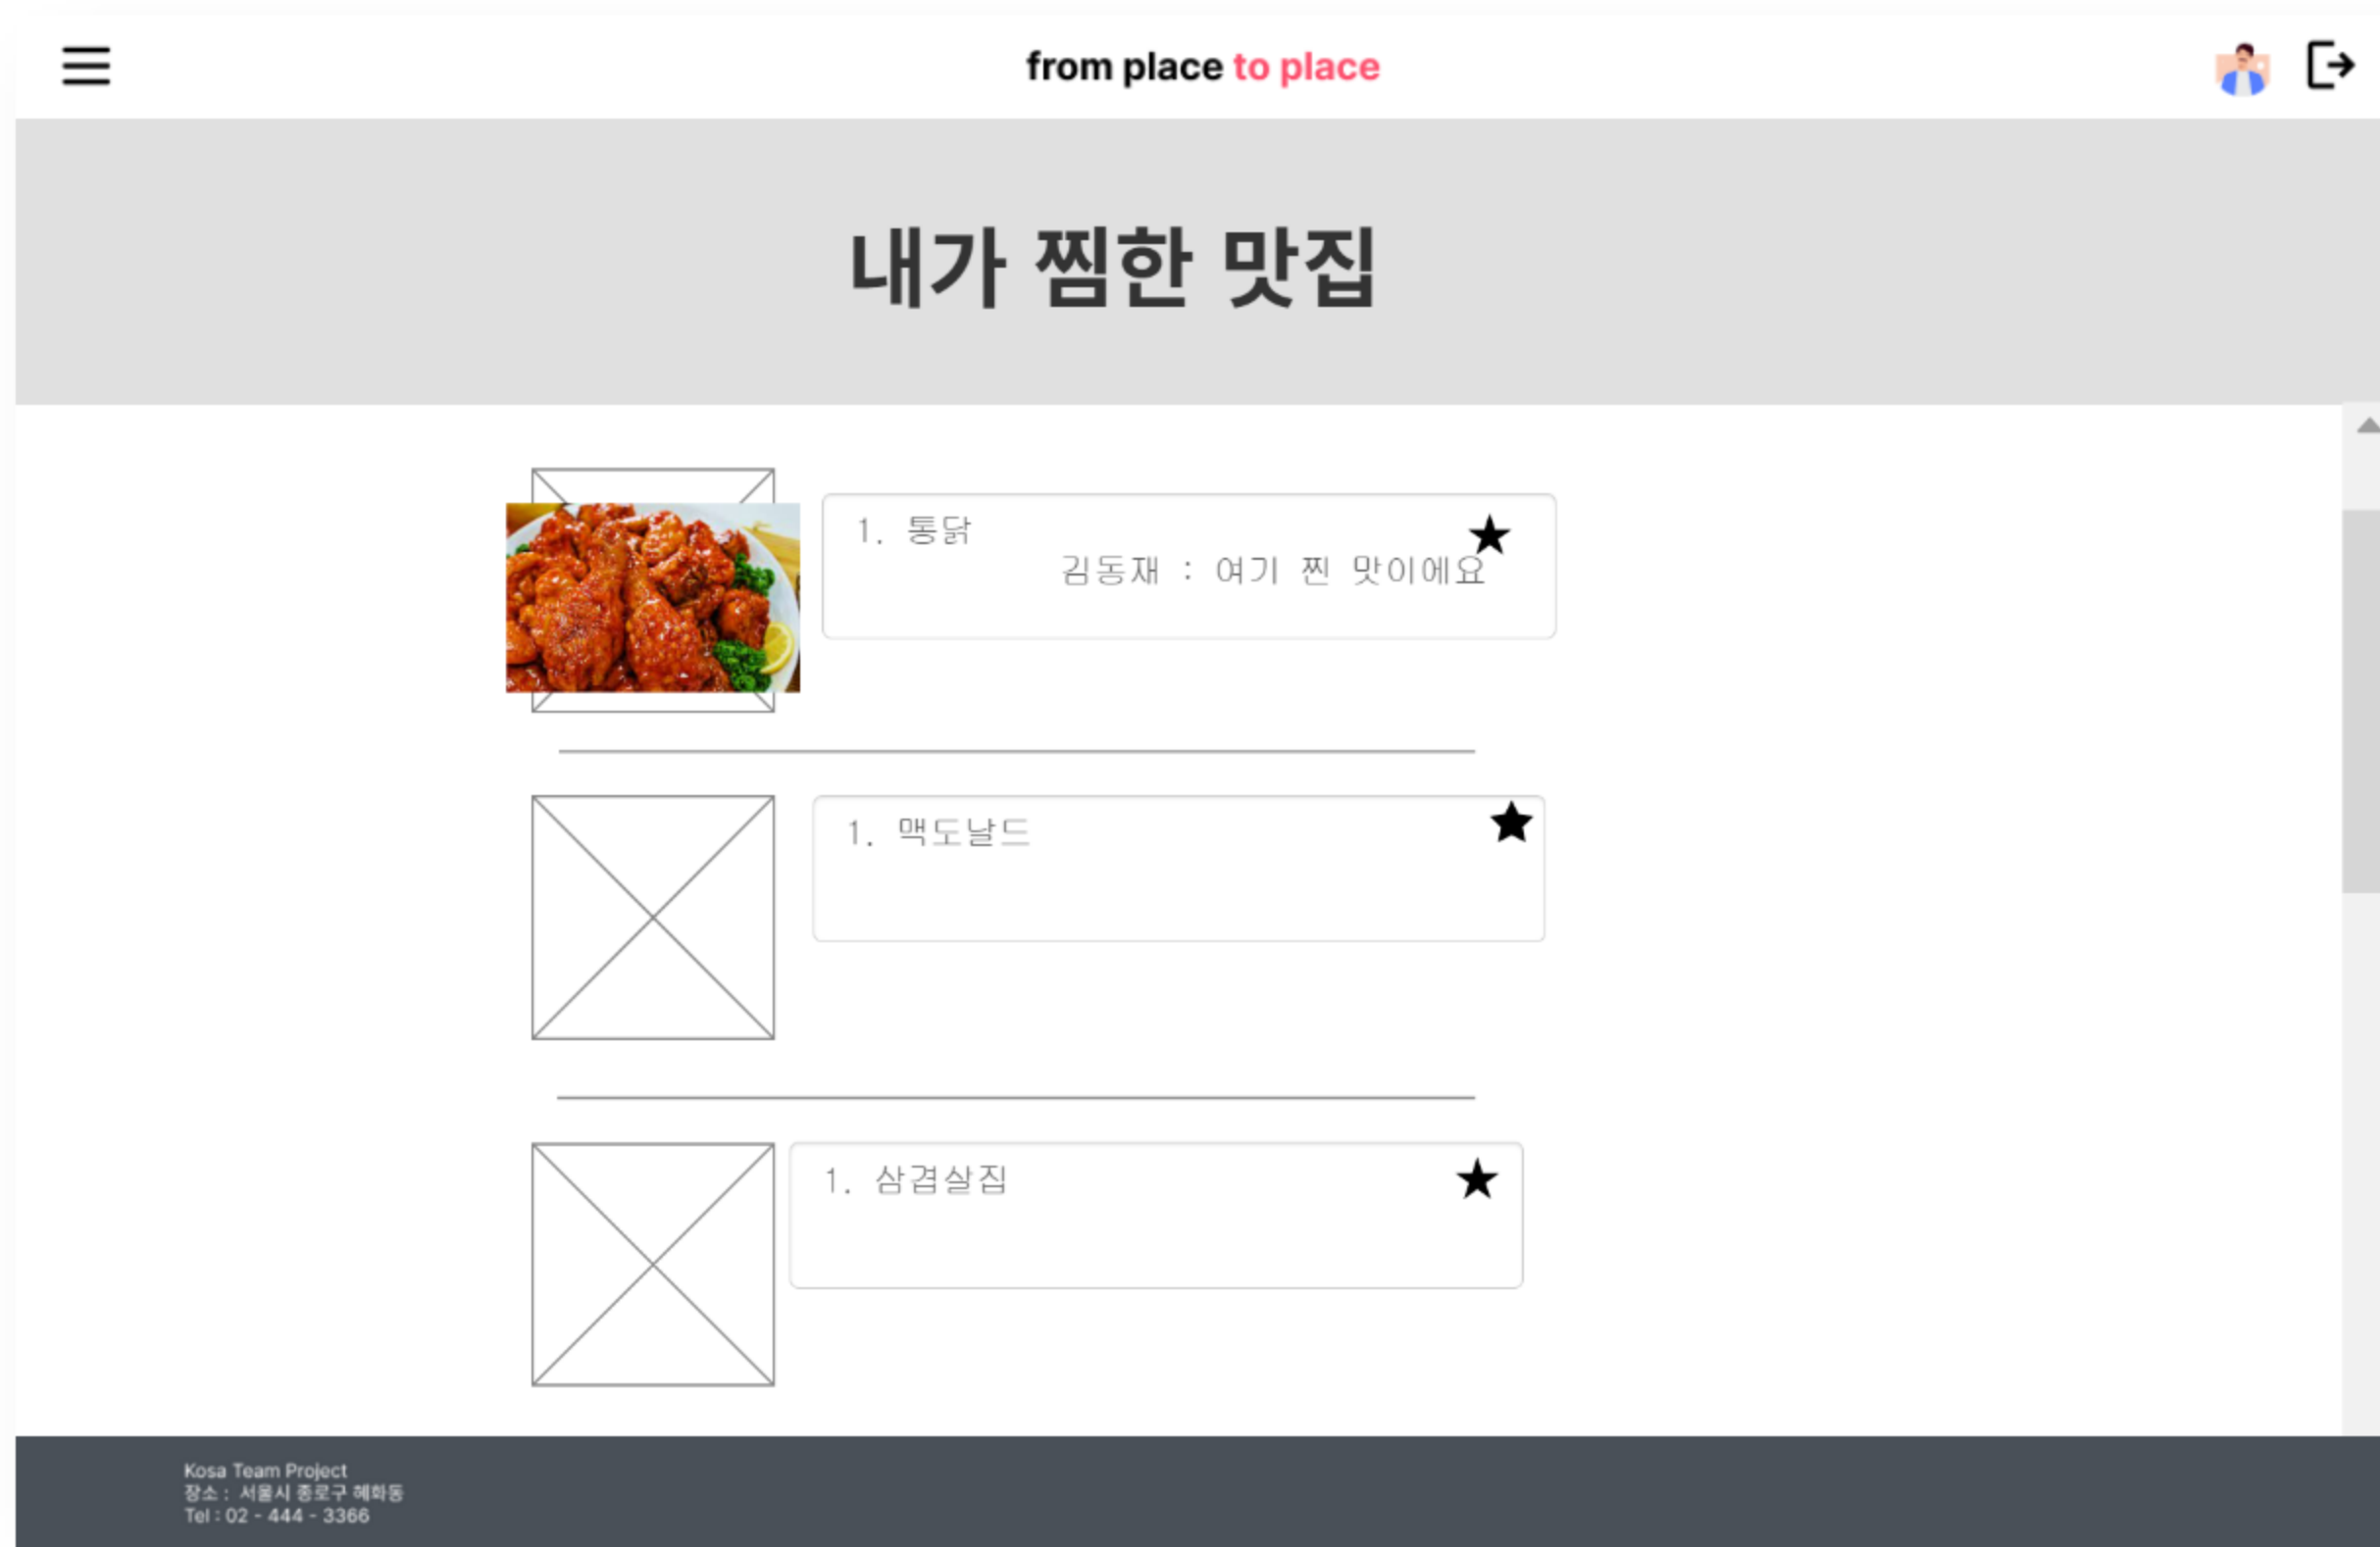 from place to place
내가 찜한 맛집
1. 통닭
김동재 : 여기 찐 맛이에요
1. 맥도날드
1. 삼겹살집
Kosa Team Project
장소 : 서울시 종로구 혜화동
Tel : 02 - 444 - 3366